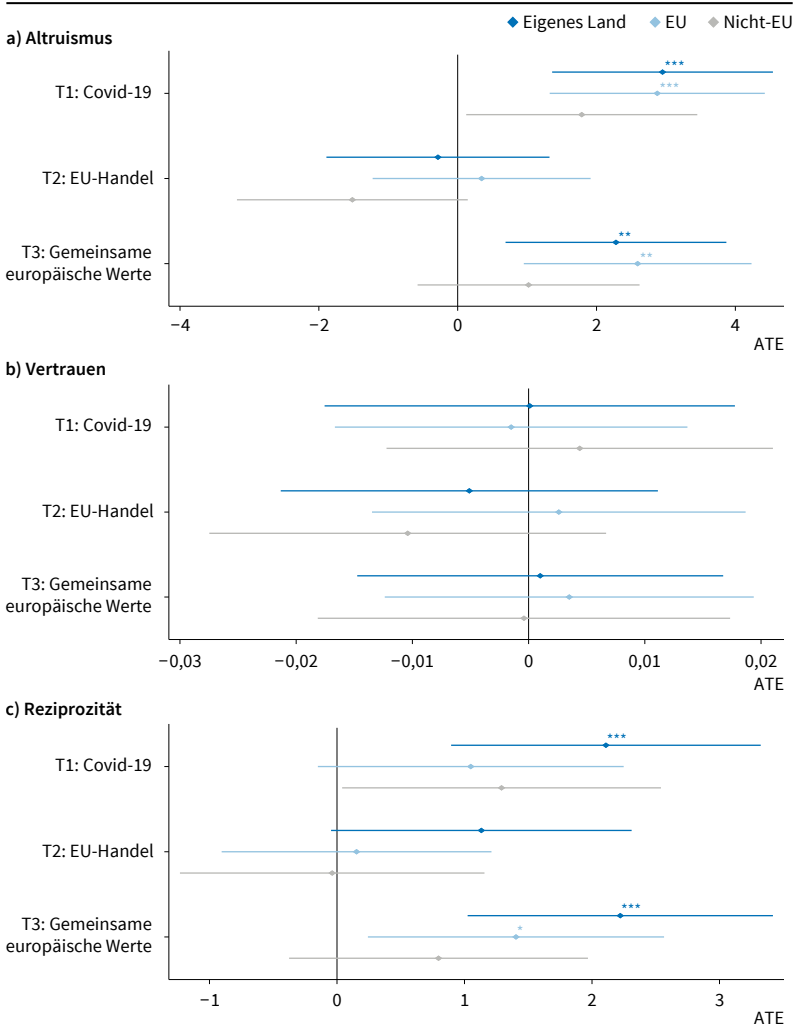 Eigenes Land EU Nicht-EU
a) Altruismus
***
T1: Covid-19
***
T2: EU-Handel
**
T3: Gemeinsame
europäische Werte
**
−4 −2 0 2 4
ATE
b) Vertrauen
T1: Covid-19
T2: EU-Handel
T3: Gemeinsame
europäische Werte
−0,03 −0,02 −0,01 0 0,01 0,02
ATE
c) Reziprozität
***
T1: Covid-19
T2: EU-Handel
***
T3: Gemeinsame
europäische Werte
*
−1 0 1 2 3
ATE